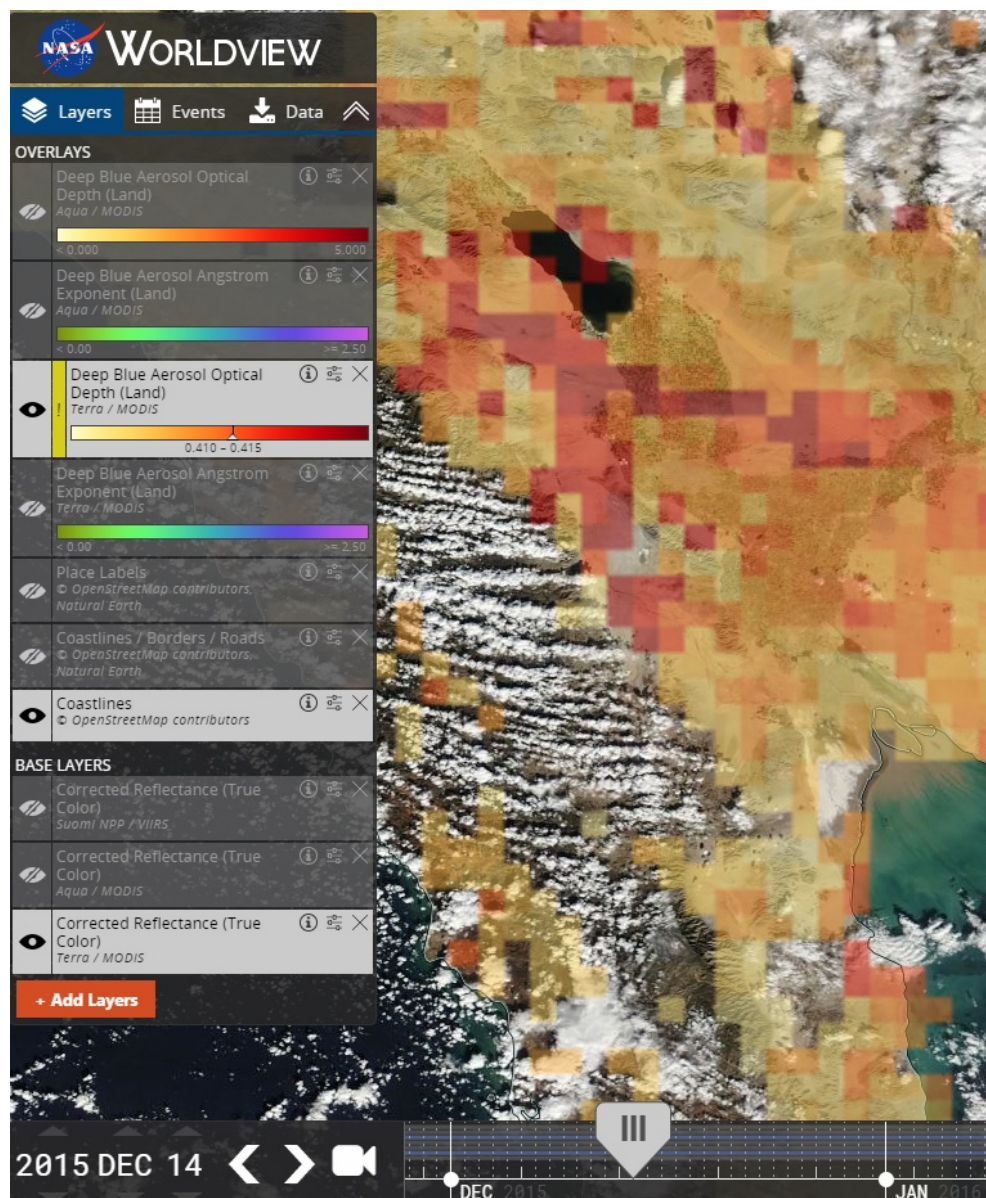 NASA WORLDVIEW
Layers Events Data
OVERLAYS
Deep Blue Aerosol Optical
Depth (Land)
Aqua / MODIS
< 0.000 5.000
Deep Blue Aerosol Angstrom
Exponent (Land)
Aqua / MODIS
< 0.00 >= 2.50
Deep Blue Aerosol Optical
Depth (Land)
Terra / MODIS
0.410 – 0.415
Deep Blue Aerosol Angstrom
Exponent (Land)
Terra / MODIS
< 0.00 >= 2.50
Place Labels
© OpenStreetMap contributors,
Natural Earth
Coastlines / Borders / Roads
© OpenStreetMap contributors,
Natural Earth
Coastlines
© OpenStreetMap contributors
BASE LAYERS
Corrected Reflectance (True
Color)
Suomi NPP / VIIRS
Corrected Reflectance (True
Color)
Aqua / MODIS
Corrected Reflectance (True
Color)
Terra / MODIS
+ Add Layers
2015 DEC 14
DEC 2015 JAN 2016